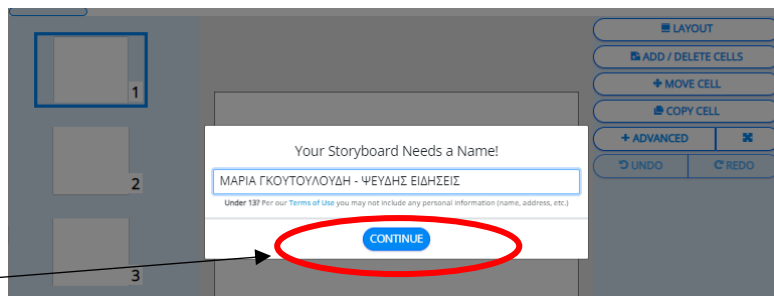 LAYOUT
ADD / DELETE CELLS
MOVE CELL
COPY CELL
+ ADVANCED
UNDO
REDO
1
2
3
Your Storyboard Needs a Name!
ΜΑΡΙΑ ΓΚΟΥΤΟΥΛΟΥΔΗ - ΨΕΥΔΗΣ ΕΙΔΗΣΕΙΣ
Under 13? Per our Terms of Use you may not include any personal information (name, address, etc.)
CONTINUE